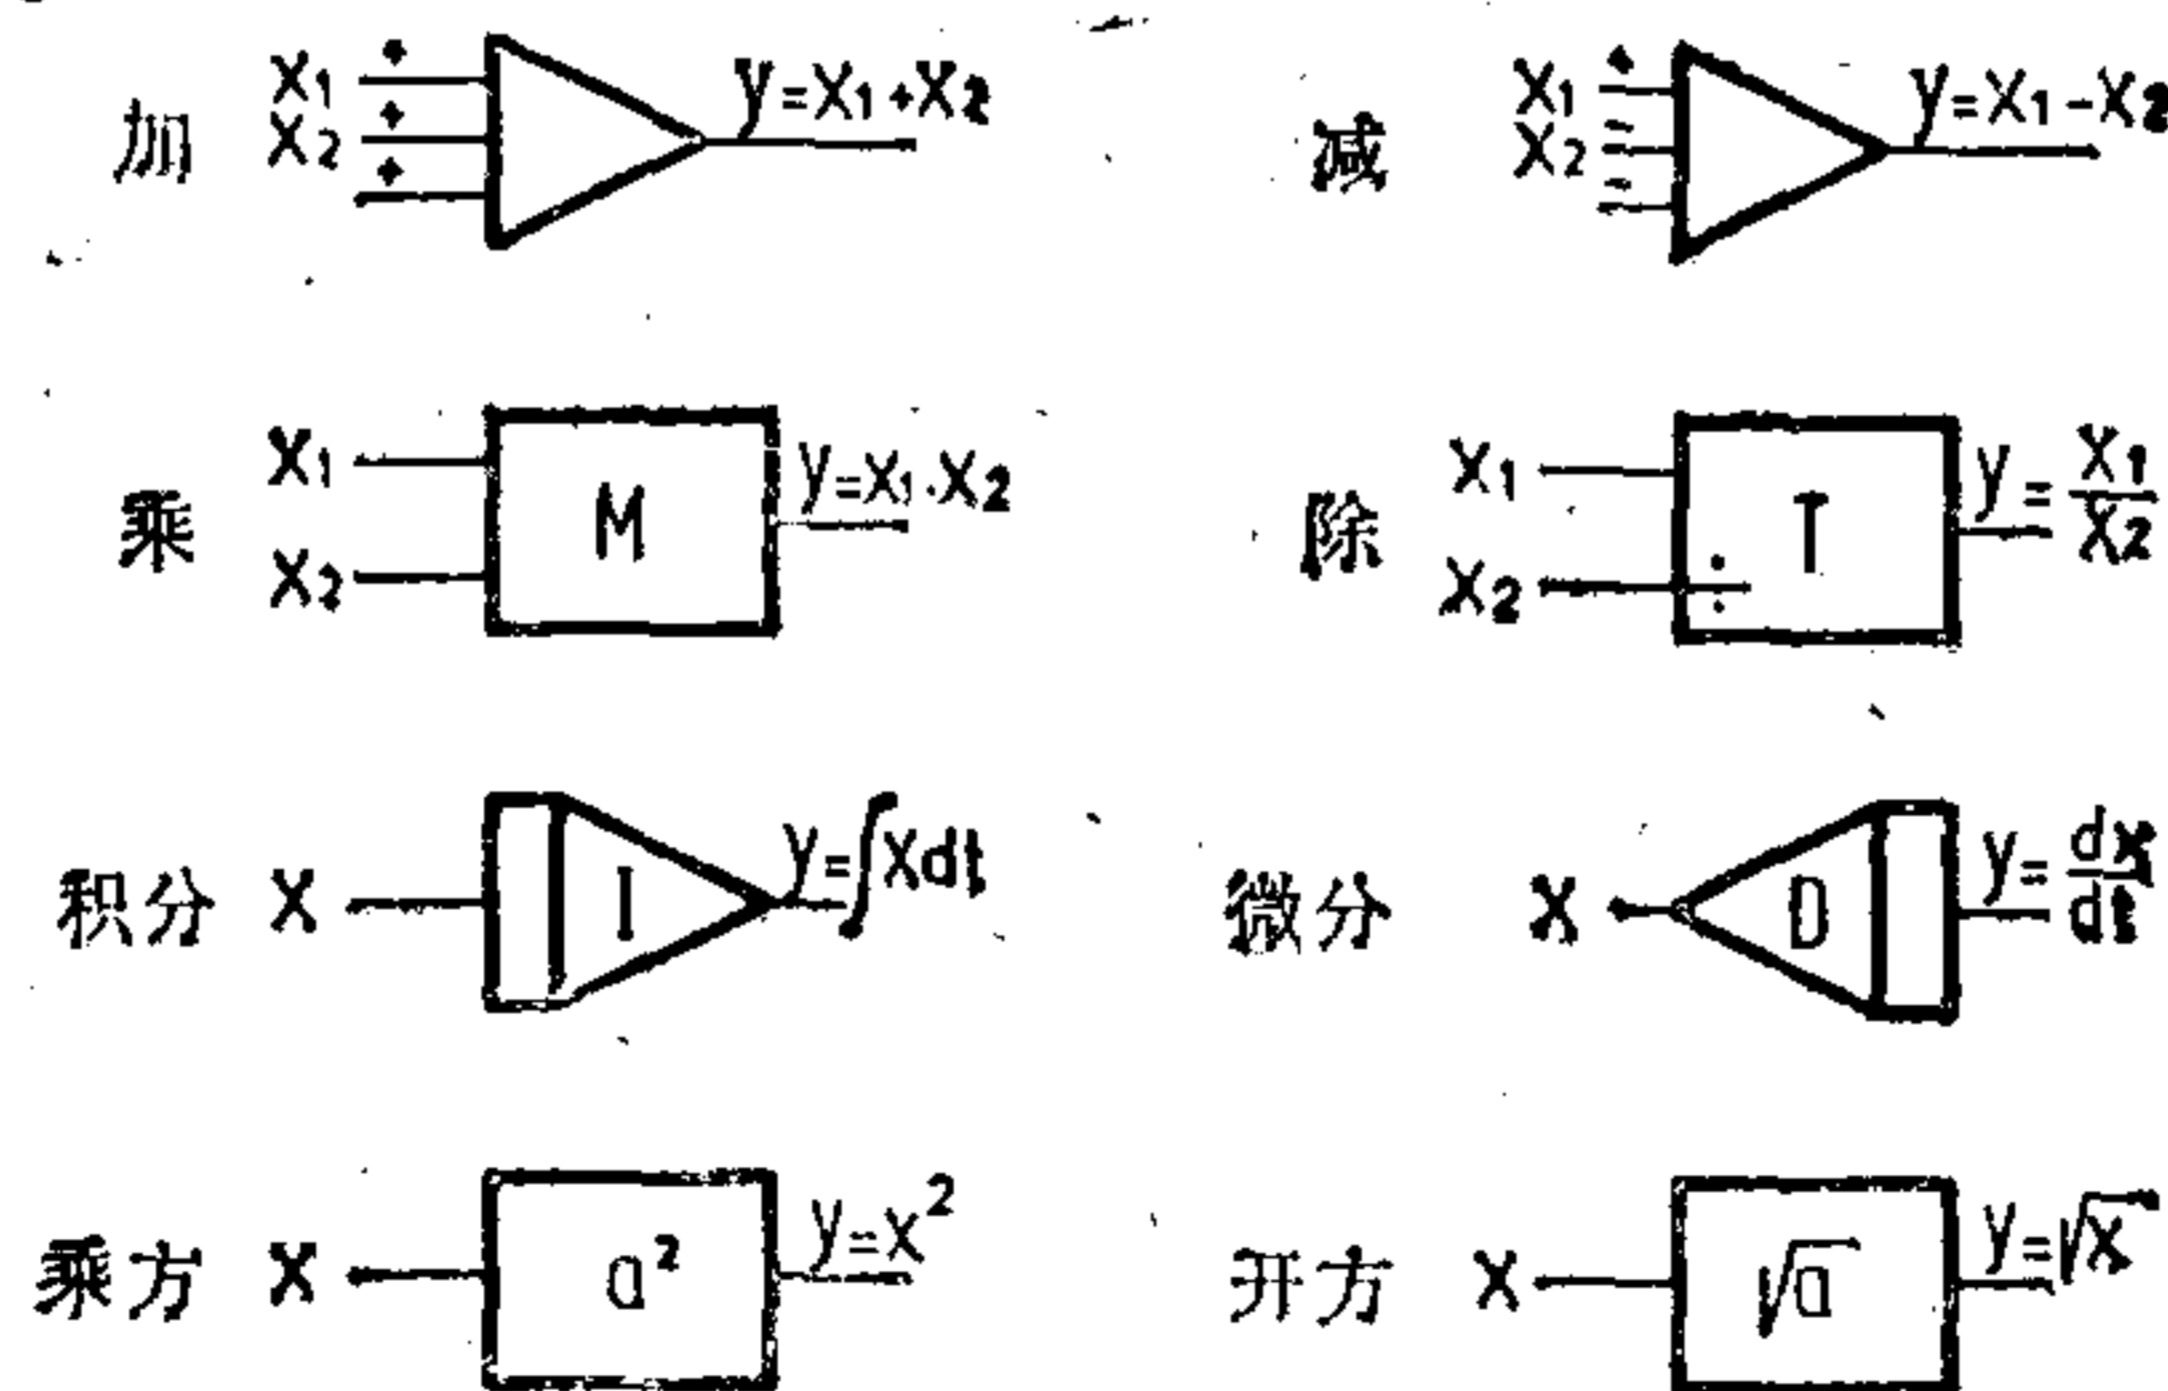 加 X₁ + X₂ + + y=X₁+X₂
减 X₁ + X₂ - - y=X₁-X₂
乘 X₁ X₂ M y=X₁·X₂
除 X₁ X₂ ÷ T y=X₁/X₂
积分 X I y=∫Xdt
微分 X D y=dx/dt
乘方 X a² y=x²
开方 X √a y=√x